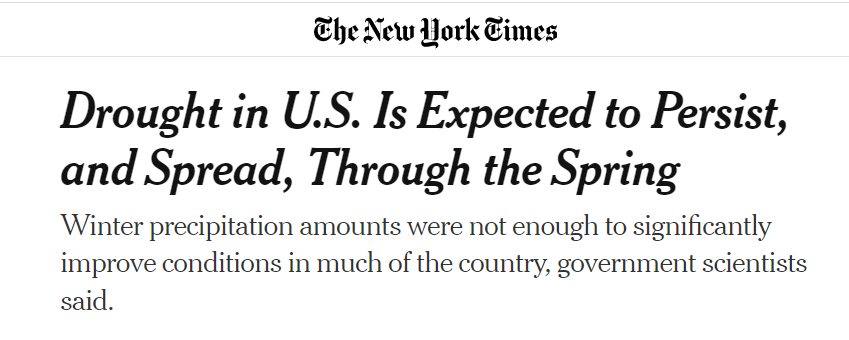 The New York Times
Drought in U.S. Is Expected to Persist,
and Spread, Through the Spring
Winter precipitation amounts were not enough to significantly
improve conditions in much of the country, government scientists
said.